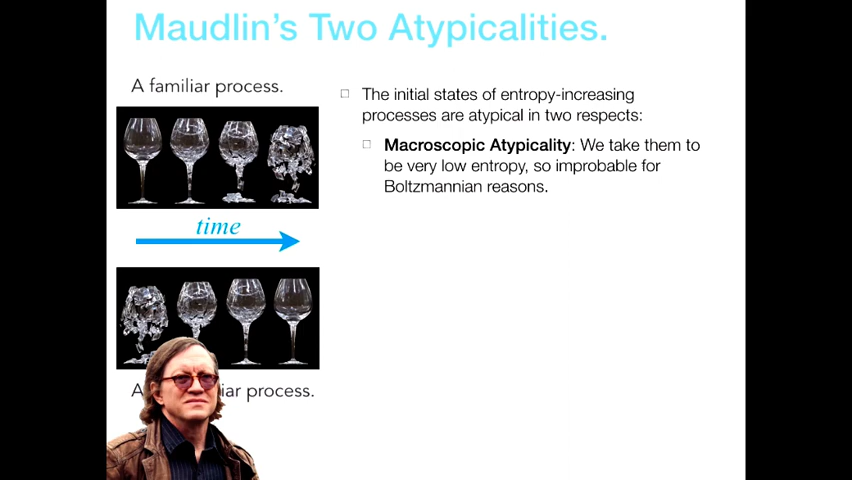 Maudlin's Two Atypicalities.
A familiar process.
The initial states of entropy-increasing
processes are atypical in two respects:
Macroscopic Atypicality: We take them to
be very low entropy, so improbable for
Boltzmannian reasons.
time
A
process.